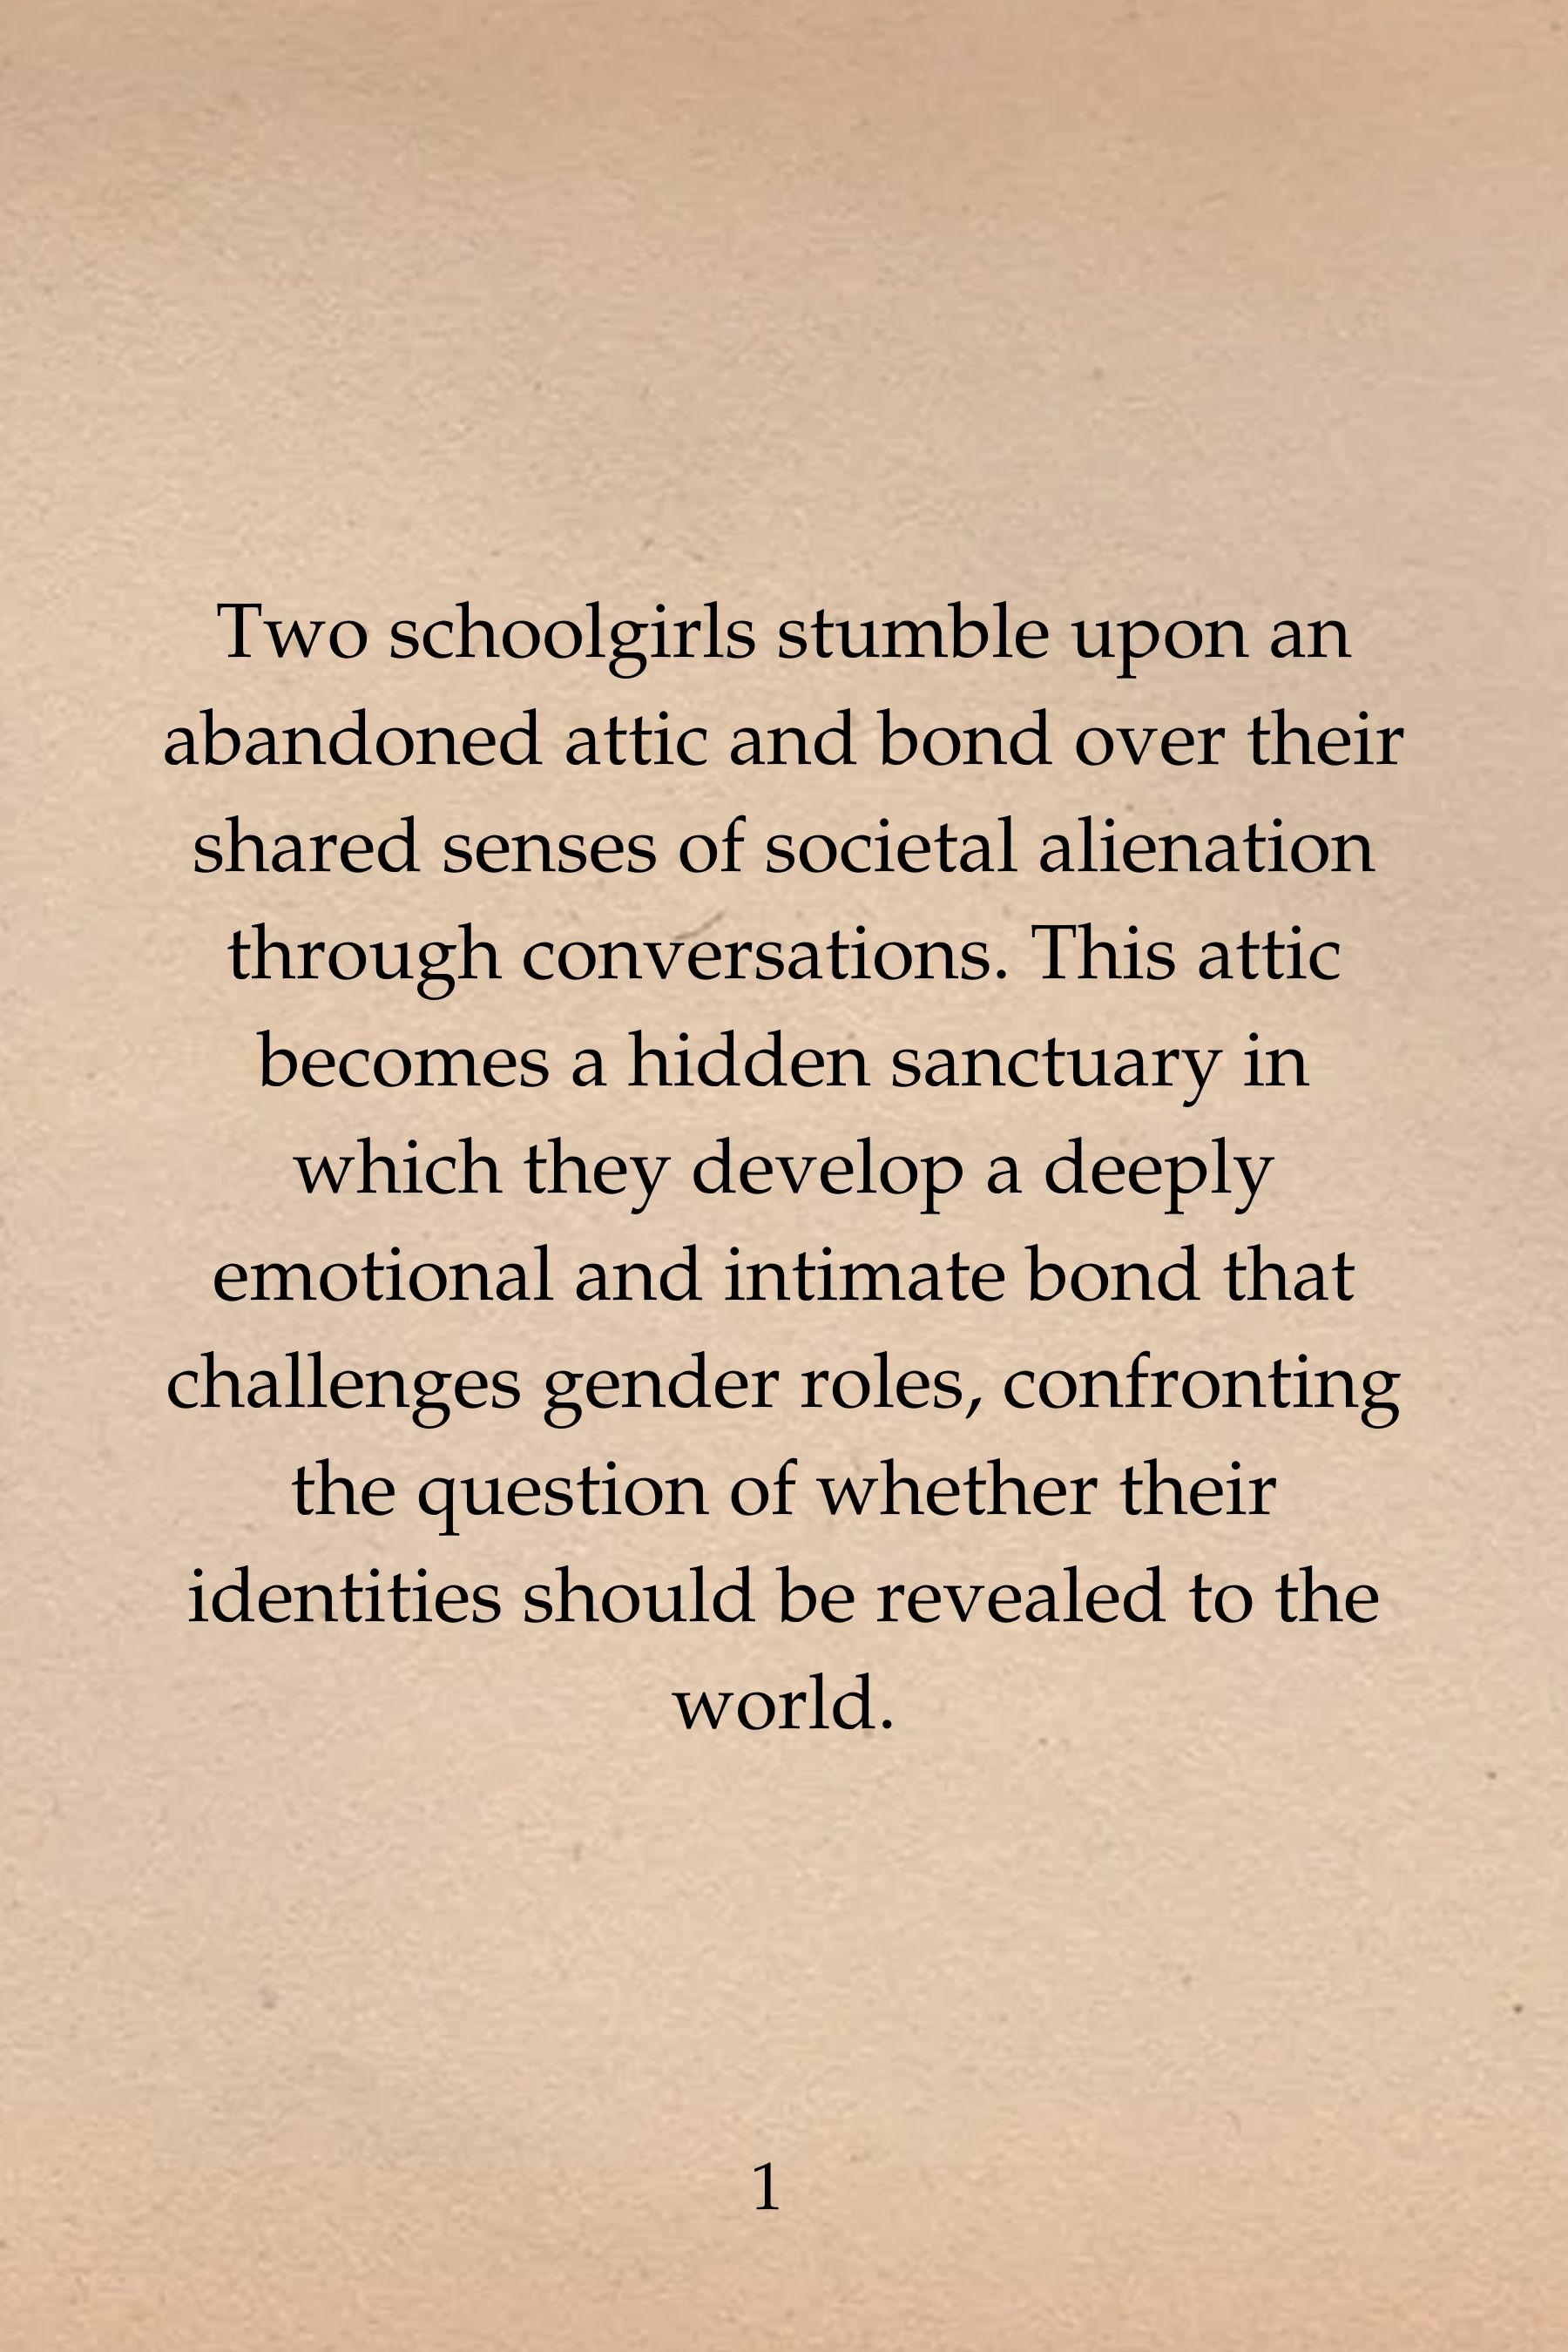 Two schoolgirls stumble upon an
abandoned attic and bond over their
shared senses of societal alienation
through conversations. This attic
becomes a hidden sanctuary in
which they develop a deeply
emotional and intimate bond that
challenges gender roles, confronting
the question of whether their
identities should be revealed to the
world.
1